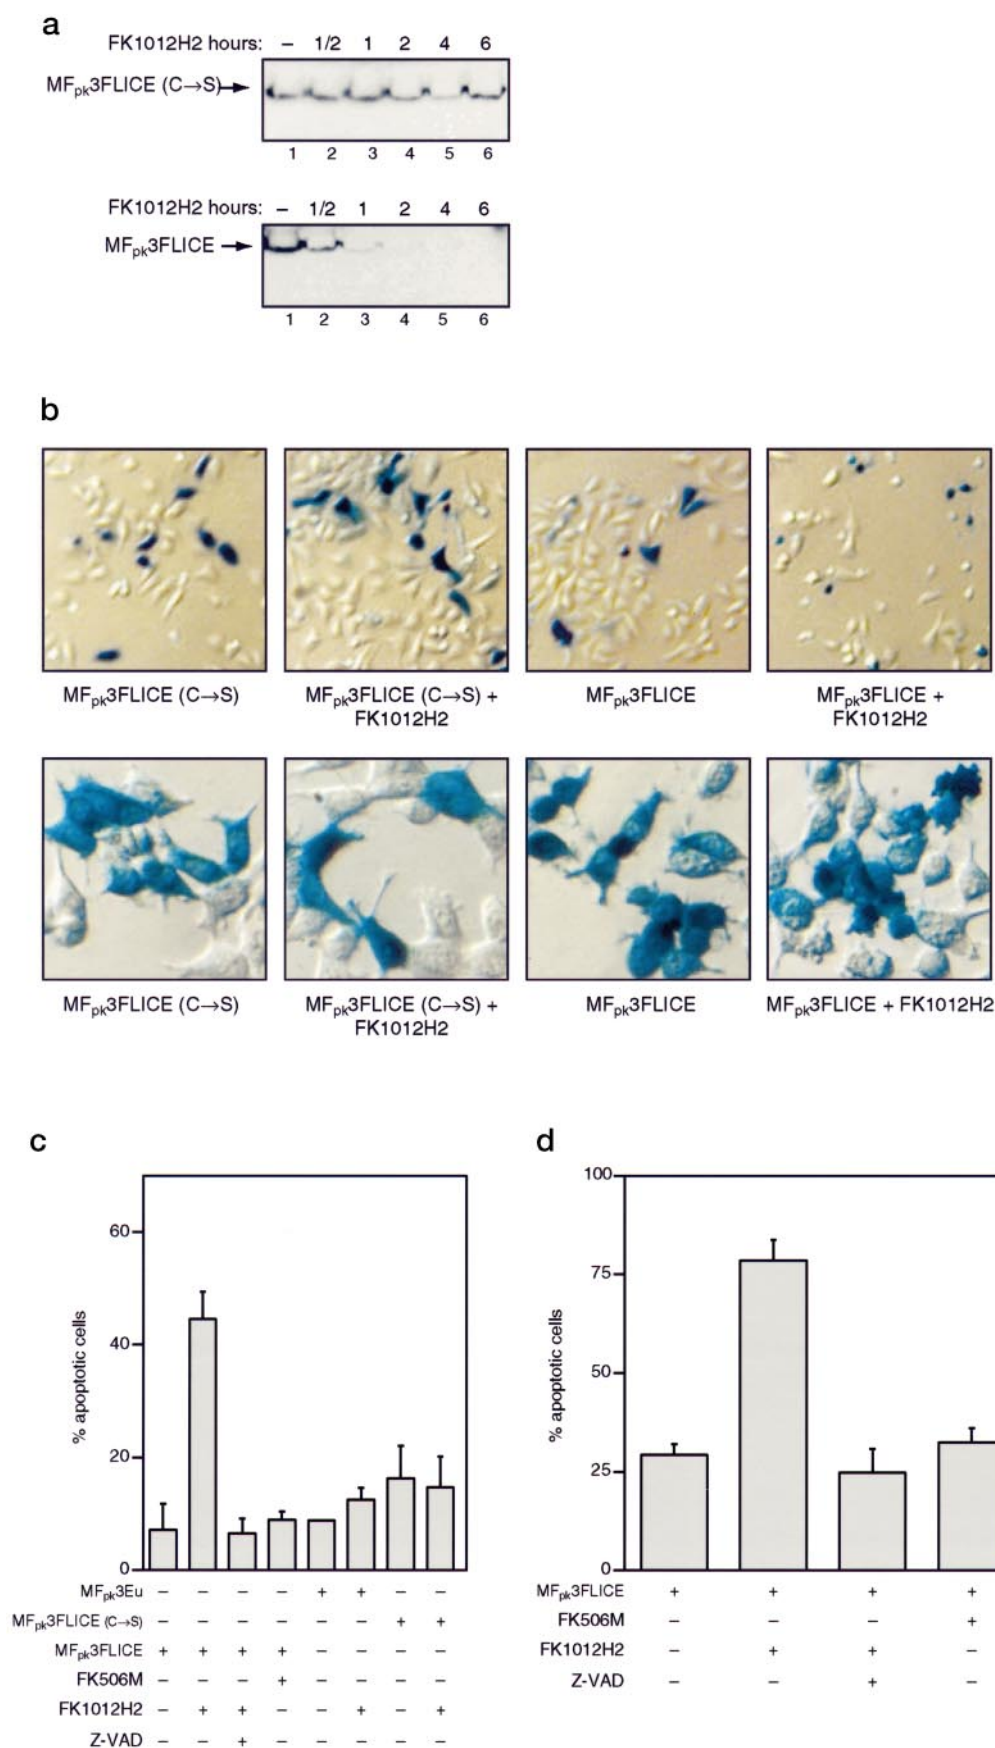 a
FK1012H2 hours: – 1/2 1 2 4 6
MFpk3FLICE (C→S)
1 2 3 4 5 6
FK1012H2 hours: – 1/2 1 2 4 6
MFpk3FLICE
1 2 3 4 5 6
b
MFpk3FLICE (C→S)
MFpk3FLICE (C→S) +
FK1012H2
MFpk3FLICE
MFpk3FLICE +
FK1012H2
MFpk3FLICE (C→S)
MFpk3FLICE (C→S) +
FK1012H2
MFpk3FLICE
MFpk3FLICE + FK1012H2
c
% apoptotic cells
60
40
20
0
MFpk3Eu – – – – + + – –
MFpk3FLICE (C→S) – – – – – – + +
MFpk3FLICE + + + + – – – –
FK506M – – – + – – – –
FK1012H2 – + + – – + – +
Z-VAD – – + – – – – –
d
% apoptotic cells
100
75
50
25
0
MFpk3FLICE + + + +
FK506M – – – +
FK1012H2 – + + –
Z-VAD – – + –